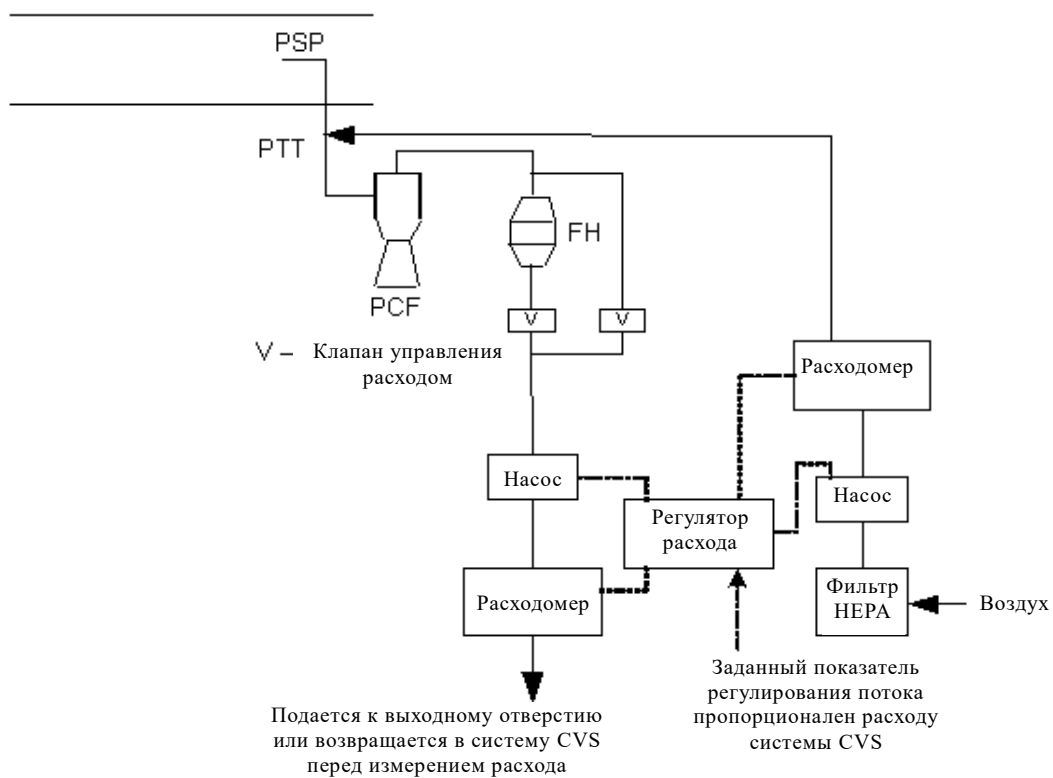 PSP
PTT
FH
PCF
V
V
V – Клапан управления
расходом
Расходомер
Насос
Насос
Регулятор
расхода
Расходомер
Фильтр
HEPA
Воздух
Заданный показатель
регулирования потока
пропорционален расходу
системы CVS
Подается к выходному отверстию
или возвращается в систему CVS
перед измерением расхода